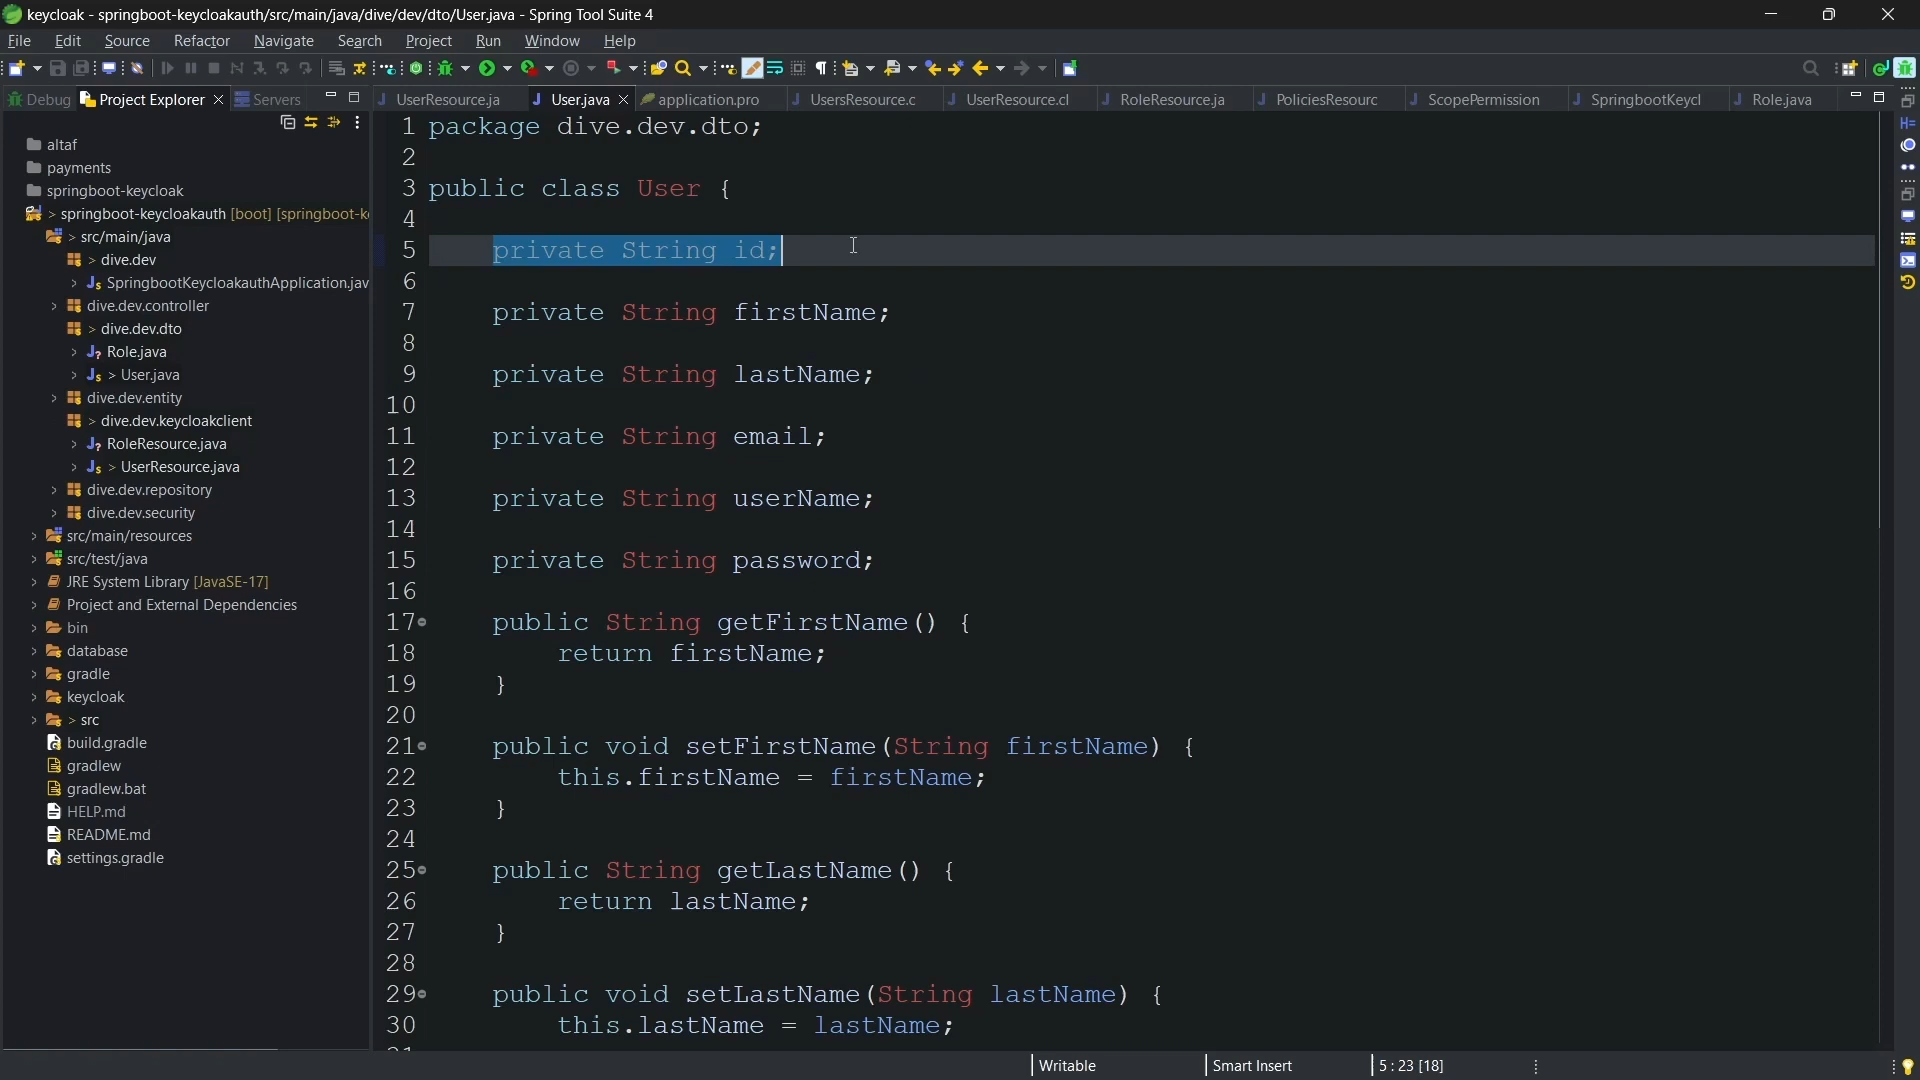 keycloak - springboot-keycloakauth/src/main/java/dive/dev/dto/User.java - Spring Tool Suite 4
File Edit Source Refactor Navigate Search Project Run Window Help
Debug Project Explorer Servers
UserResource.ja User.java application.pro UsersResource.c UserResource.cl RoleResource.ja PoliciesResourc ScopePermission SpringbootKeycl Role.java
altaf
payments
springboot-keycloak
> springboot-keycloakauth [boot] [springboot-k
> src/main/java
> dive.dev
SpringbootKeycloakauthApplication.jav
dive.dev.controller
> dive.dev.dto
Role.java
> User.java
dive.dev.entity
> dive.dev.keycloakclient
RoleResource.java
> UserResource.java
dive.dev.repository
dive.dev.security
src/main/resources
src/test/java
JRE System Library [JavaSE-17]
Project and External Dependencies
bin
database
gradle
keycloak
> src
build.gradle
gradlew
gradlew.bat
HELP.md
README.md
settings.gradle
1 package dive.dev.dto;
2
3 public class User {
4
5 private String id;
6
7 private String firstName;
8
9 private String lastName;
10
11 private String email;
12
13 private String userName;
14
15 private String password;
16
17 public String getFirstName() {
18 return firstName;
19 }
20
21 public void setFirstName(String firstName) {
22 this.firstName = firstName;
23 }
24
25 public String getLastName() {
26 return lastName;
27 }
28
29 public void setLastName(String lastName) {
30 this.lastName = lastName;
Writable Smart Insert 5 : 23 [18]